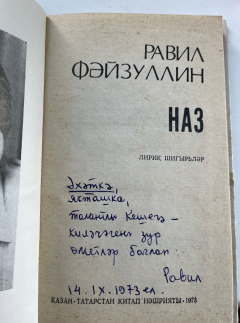 РАВИЛ
ФӘЙЗУЛЛИН
НАЗ
ЛИРИК ШИГЫРЬЛӘР
Әхәткә,
яшташка,
талантлы кешегә –
киләчәгенә зур
өметләр баглап
Равил
14.IX.1973 ел.
КАЗАН · ТАТАРСТАН КИТАП НӘШРИЯТЫ · 1973